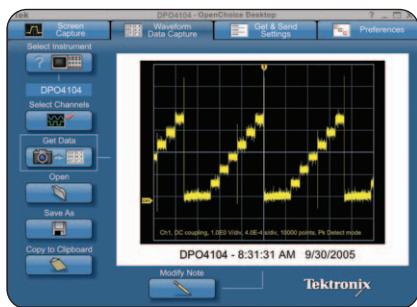 Tek
DPO4104 - OpenChoice Desktop
Screen Capture
Waveform Data Capture
Get & Send Settings
Preferences
Select Instrument
DPO4104
Select Channels
Get Data
Open
Save As
Copy to Clipboard
Ch1, DC coupling, 1.0E0 V/div, 4.0E-4 s/div, 10000 points, Pk Detect mode
DPO4104 - 8:31:31 AM 9/30/2005
Modify Note
Tektronix